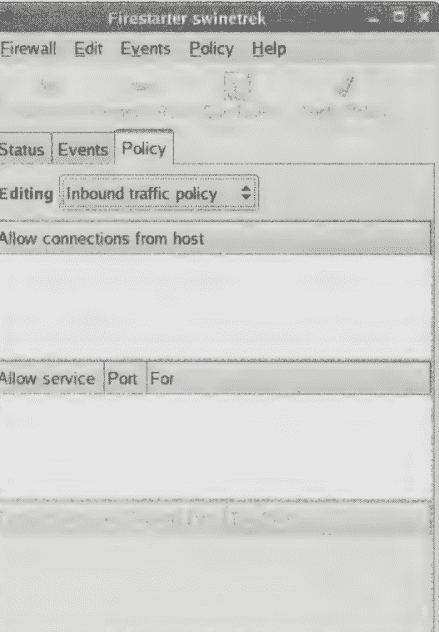 Firestarter swinetrek
Firewall Edit Events Policy Help
Status Events Policy
Editing Inbound traffic policy
Allow connections from host
Allow service Port For